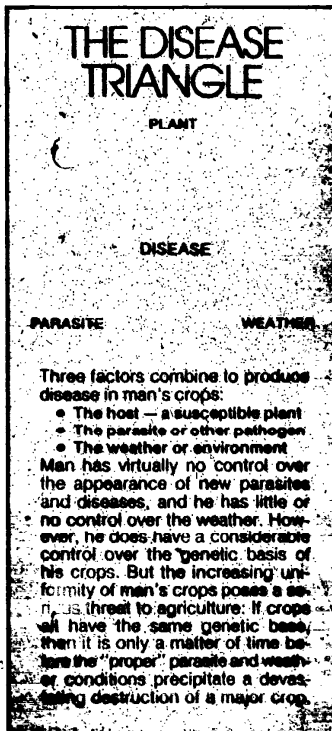 THE DISEASE
TRIANGLE
PLANT
DISEASE
PARASITE WEATHER
Three factors combine to produce
disease in man's crops:
• The host — a susceptible plant
• The parasite or other pathogen
• The weather or environment
Man has virtually no control over
the appearance of new parasites
and diseases, and he has little or
no control over the weather. How-
ever, he does have a considerable
control over the genetic basis of
his crops. But the increasing uni-
formity of man's crops poses a se-
rious threat to agriculture: If crops
all have the same genetic base,
then it is only a matter of time be-
fore the "proper" parasite and weath-
er conditions precipitate a devas-
tating destruction of a major crop.